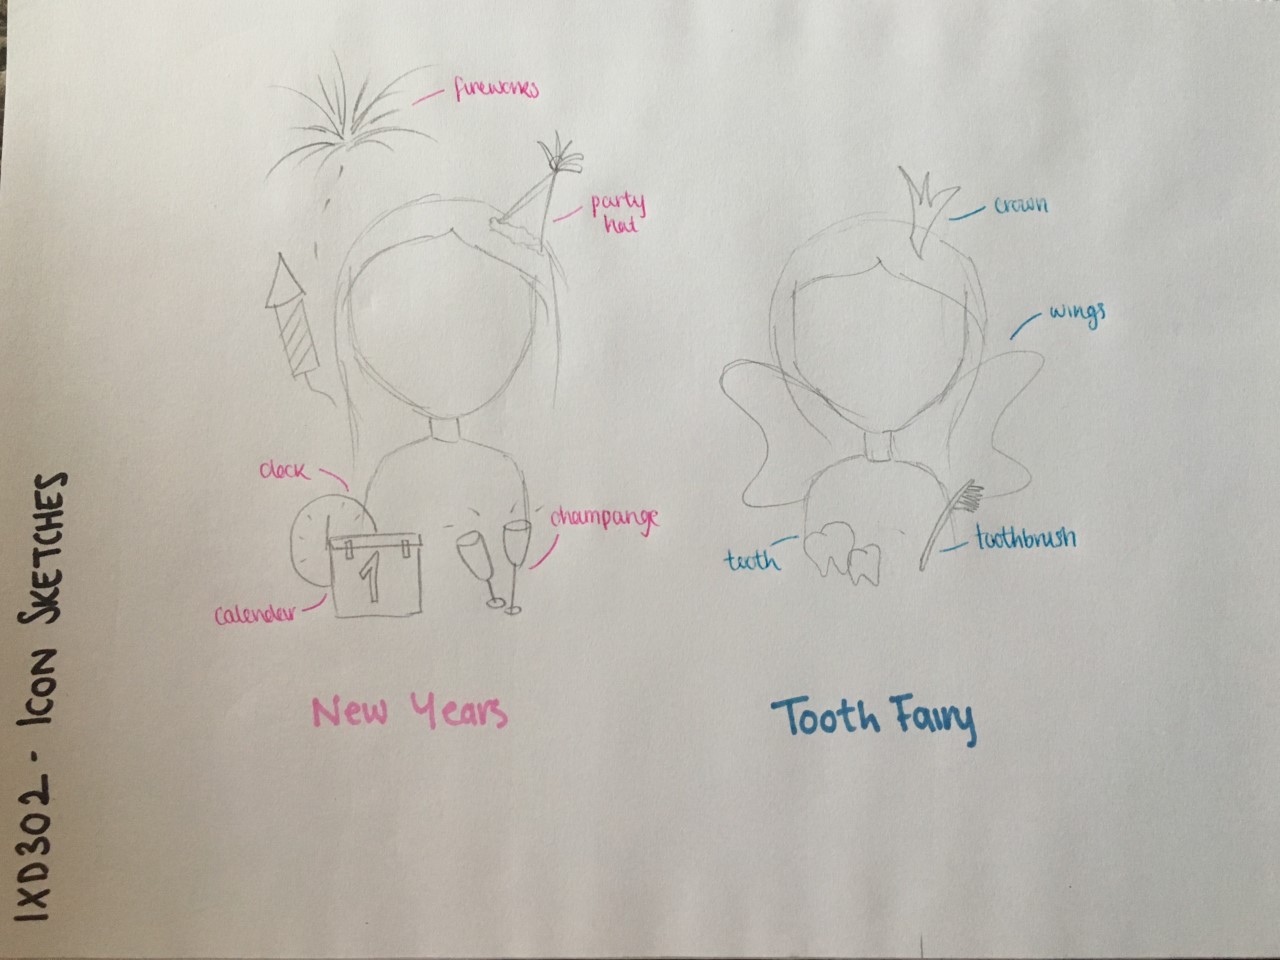 IXD302 - ICON SKETCHES
fireworks
party
hat
clock
champange
calender
1
New Years
crown
wings
tooth
toothbrush
Tooth Fairy